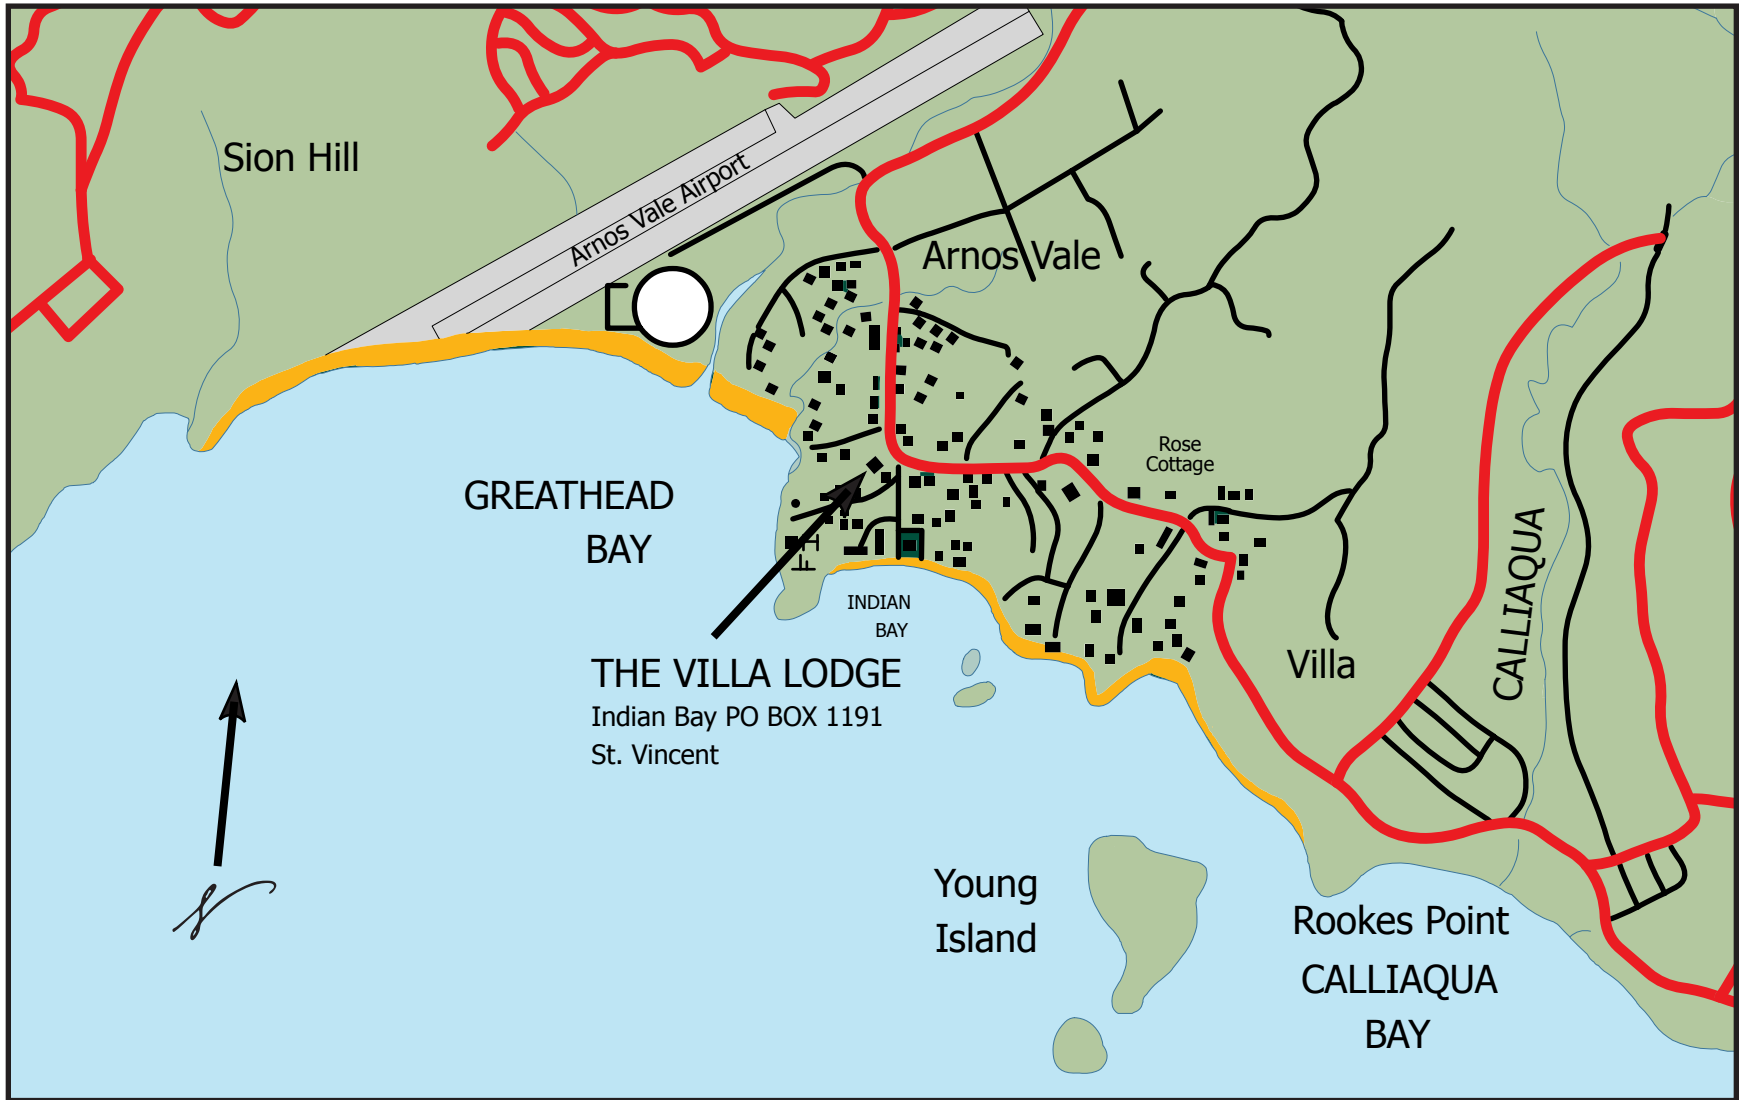 Sion Hill
Arnos Vale Airport
Arnos Vale
Rose
Cottage
GREATHEAD
BAY
CALLIAQUA
INDIAN
BAY
THE VILLA LODGE
Indian Bay PO BOX 1191
St. Vincent
Villa
Young
Island
Rookes Point
CALLIAQUA
BAY